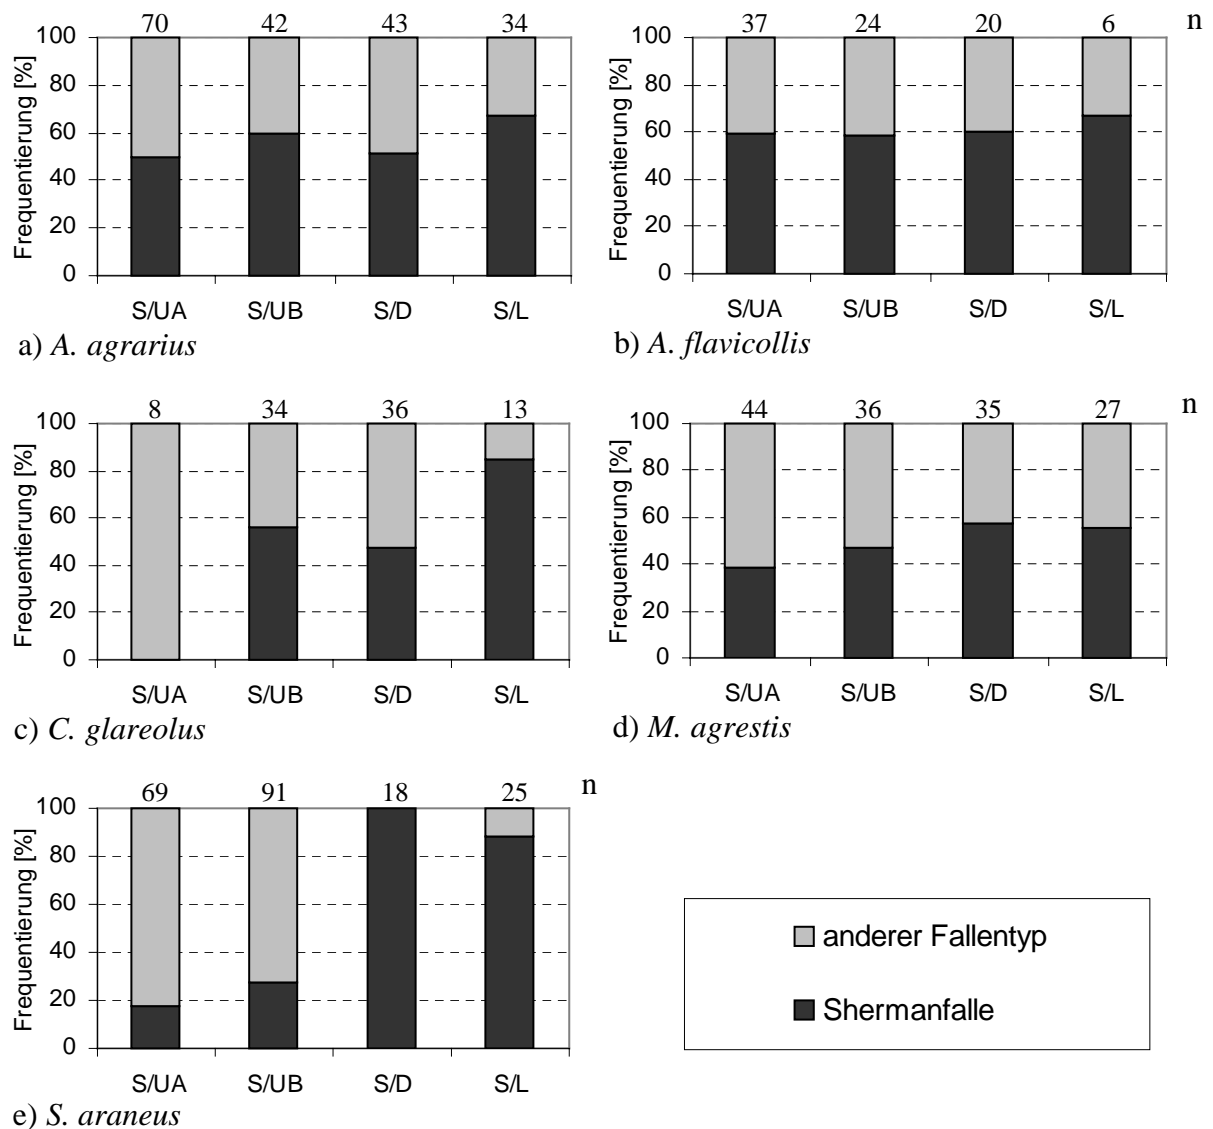 70 42 43 34
100
80
60
40
20
0
Frequentierung [%]
S/UA S/UB S/D S/L
a) A. agrarius
37 24 20 6 n
100
80
60
40
20
0
Frequentierung [%]
S/UA S/UB S/D S/L
b) A. flavicollis
8 34 36 13
100
80
60
40
20
0
Frequentierung [%]
S/UA S/UB S/D S/L
c) C. glareolus
44 36 35 27 n
100
80
60
40
20
0
Frequentierung [%]
S/UA S/UB S/D S/L
d) M. agrestis
69 91 18 25 n
100
80
60
40
20
0
Frequentierung [%]
S/UA S/UB S/D S/L
e) S. araneus
anderer Fallentyp
Shermanfalle